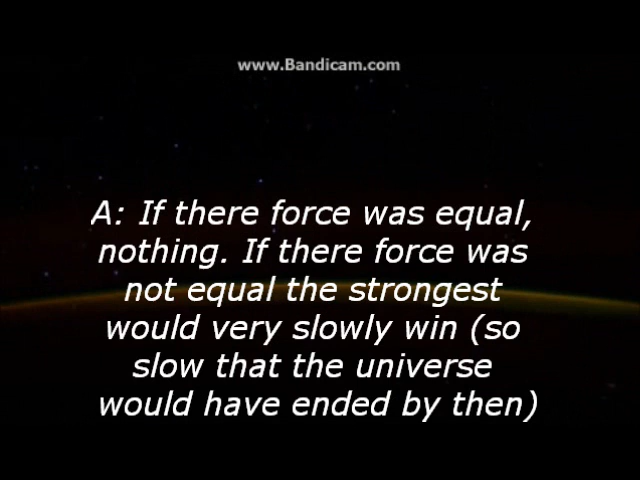 www.Bandicam.com
A: If there force was equal,
nothing. If there force was
not equal the strongest
would very slowly win (so
slow that the universe
would have ended by then)